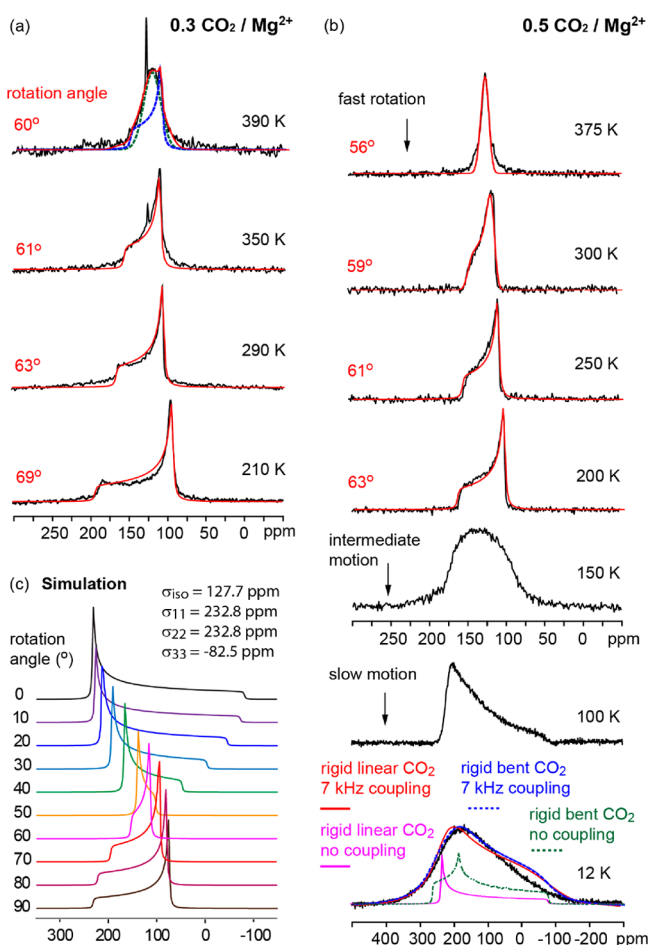 (a)
0.3 CO₂ / Mg²⁺
rotation angle
60°
390 K
61°
350 K
63°
290 K
69°
210 K
250 200 150 100 50 0 ppm
(b)
0.5 CO₂ / Mg²⁺
fast rotation
56°
375 K
59°
300 K
61°
250 K
63°
200 K
intermediate
motion
150 K
250 200 150 100 50 0 ppm
slow motion
100 K
rigid linear CO₂
7 kHz coupling
rigid bent CO₂
7 kHz coupling
rigid linear CO₂
no coupling
rigid bent CO₂
no coupling
12 K
400 300 200 100 0 -100 -200 ppm
(c) Simulation
σiso = 127.7 ppm
σ11 = 232.8 ppm
σ22 = 232.8 ppm
σ33 = -82.5 ppm
rotation
angle (°)
0
10
20
30
40
50
60
70
80
90
300 200 100 0 -100